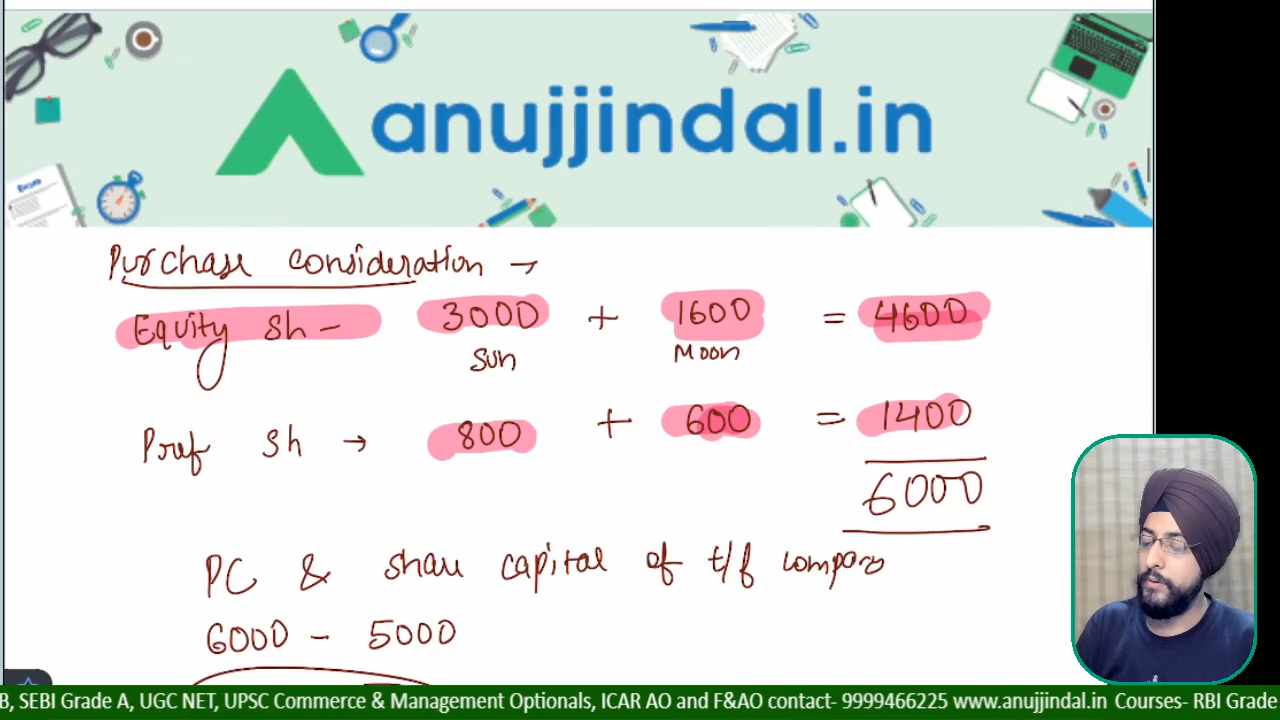 anujjindal.in
Purchase consideration →
Equity Sh - 3000 + 1600 = 4600
Sun Moon
Pref Sh → 800 + 600 = 1400
6000
PC & share capital of t/f
6000 - 5000
B, SEBI Grade A, UGC NET, UPSC Commerce & Management Optionals, ICAR AO and F&AO contact- 9999466225 www.anujjindal.in Courses- RBI Grade